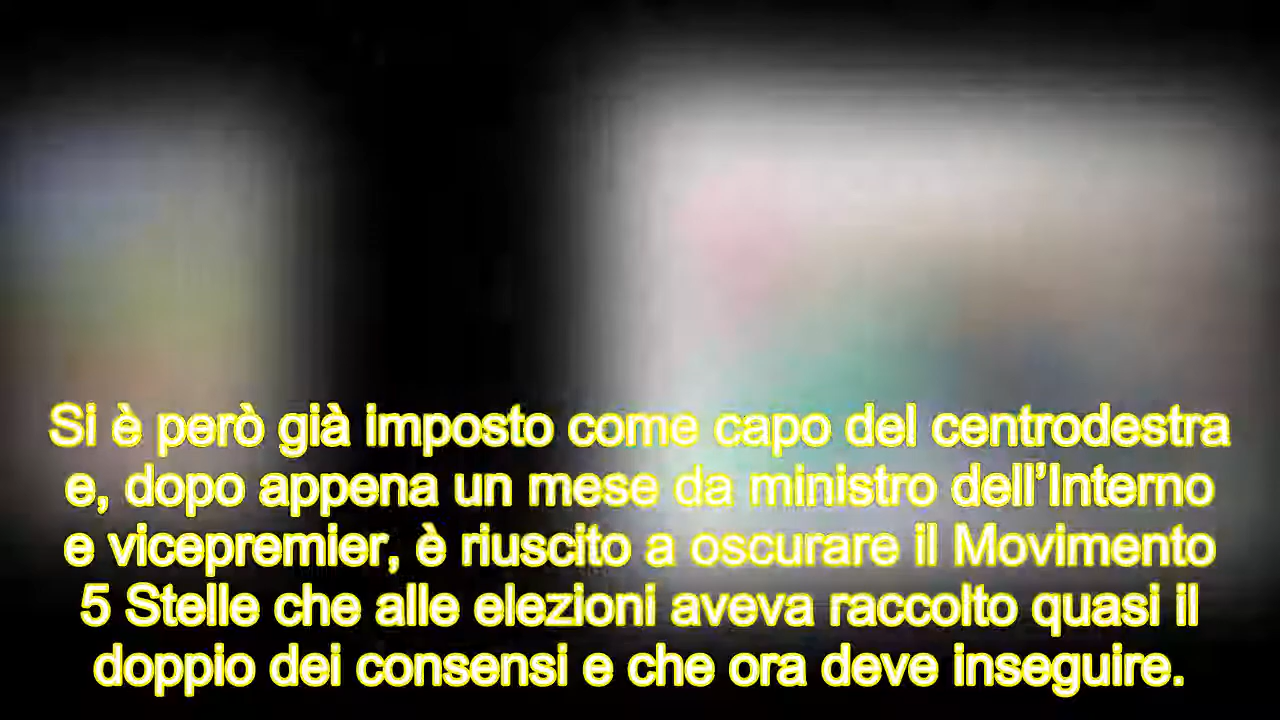 Si è però già imposto come capo del centrodestra
e, dopo appena un mese da ministro dell’Interno
e vicepremier, è riuscito a oscurare il Movimento
5 Stelle che alle elezioni aveva raccolto quasi il
doppio dei consensi e che ora deve inseguire.